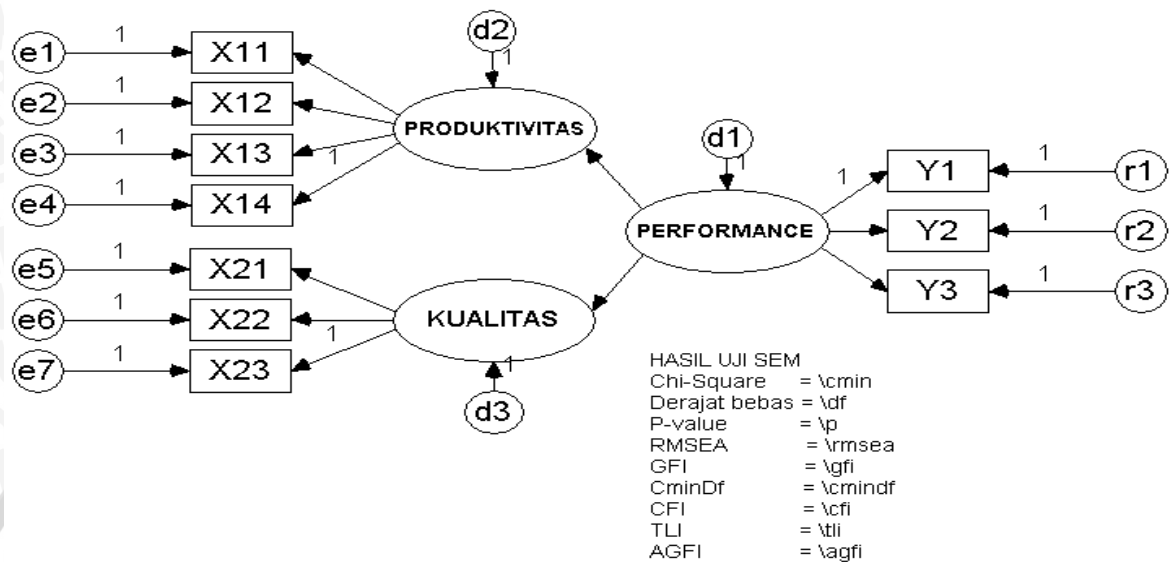 e1 1 X11
e2 1 X12
e3 1 X13
e4 1 X14
1
d2
1
PRODUKTIVITAS
e5 1 X21
e6 1 X22
e7 1 X23
1
KUALITAS
1
d3
d1
1
PERFORMANCE
1
Y1 1 r1
Y2 1 r2
Y3 1 r3
HASIL UJI SEM
Chi-Square = \cmin
Derajat bebas = \df
P-value = \p
RMSEA = \rmsea
GFI = \gfi
CminDf = \cmindf
CFI = \cfi
TLI = \tli
AGFI = \agfi